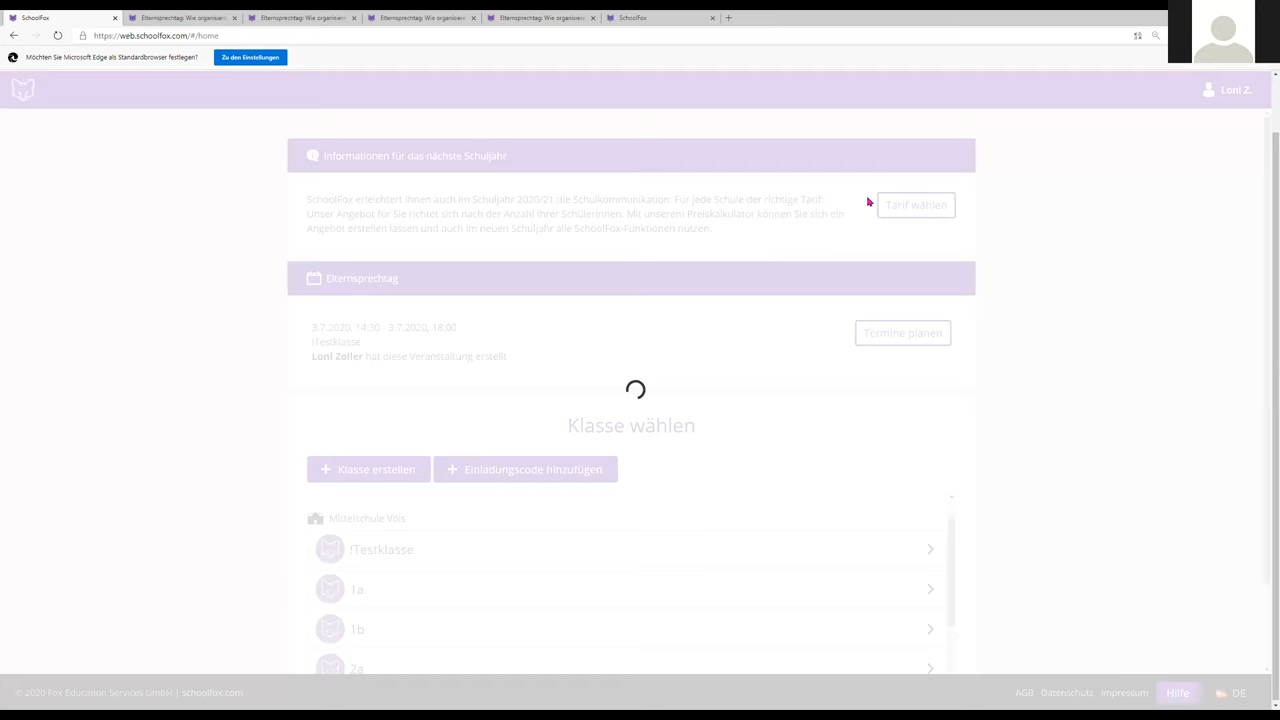 SchoolFox
Elternsprechtag: Wie organisiere
Elternsprechtag: Wie organisiere
Elternsprechtag: Wie organisiere
Elternsprechtag: Wie organisiere
SchoolFox
https://web.schoolfox.com/#/home
Möchten Sie Microsoft Edge als Standardbrowser festlegen?
Zu den Einstellungen
Loni Z.
Informationen für das nächste Schuljahr
SchoolFox erleichtert Ihnen auch im Schuljahr 2020/21 die Schulkommunikation. Für jede Schule der richtige Tarif:
Unser Angebot für Sie richtet sich nach der Anzahl Ihrer SchülerInnen. Mit unserem Preiskalkulator können Sie sich ein
Angebot erstellen lassen und auch im neuen Schuljahr alle SchoolFox-Funktionen nutzen.
Tarif wählen
Elternsprechtag
3.7.2020, 14:30 - 3.7.2020, 18:00
!Testklasse
Loni Zoller hat diese Veranstaltung erstellt
Termine planen
Klasse wählen
+ Klasse erstellen
+ Einladungscode hinzufügen
Mittelschule Völs
!Testklasse
1a
1b
2a
© 2020 Fox Education Services GmbH | schoolfox.com
AGB · Datenschutz · Impressum
Hilfe
DE